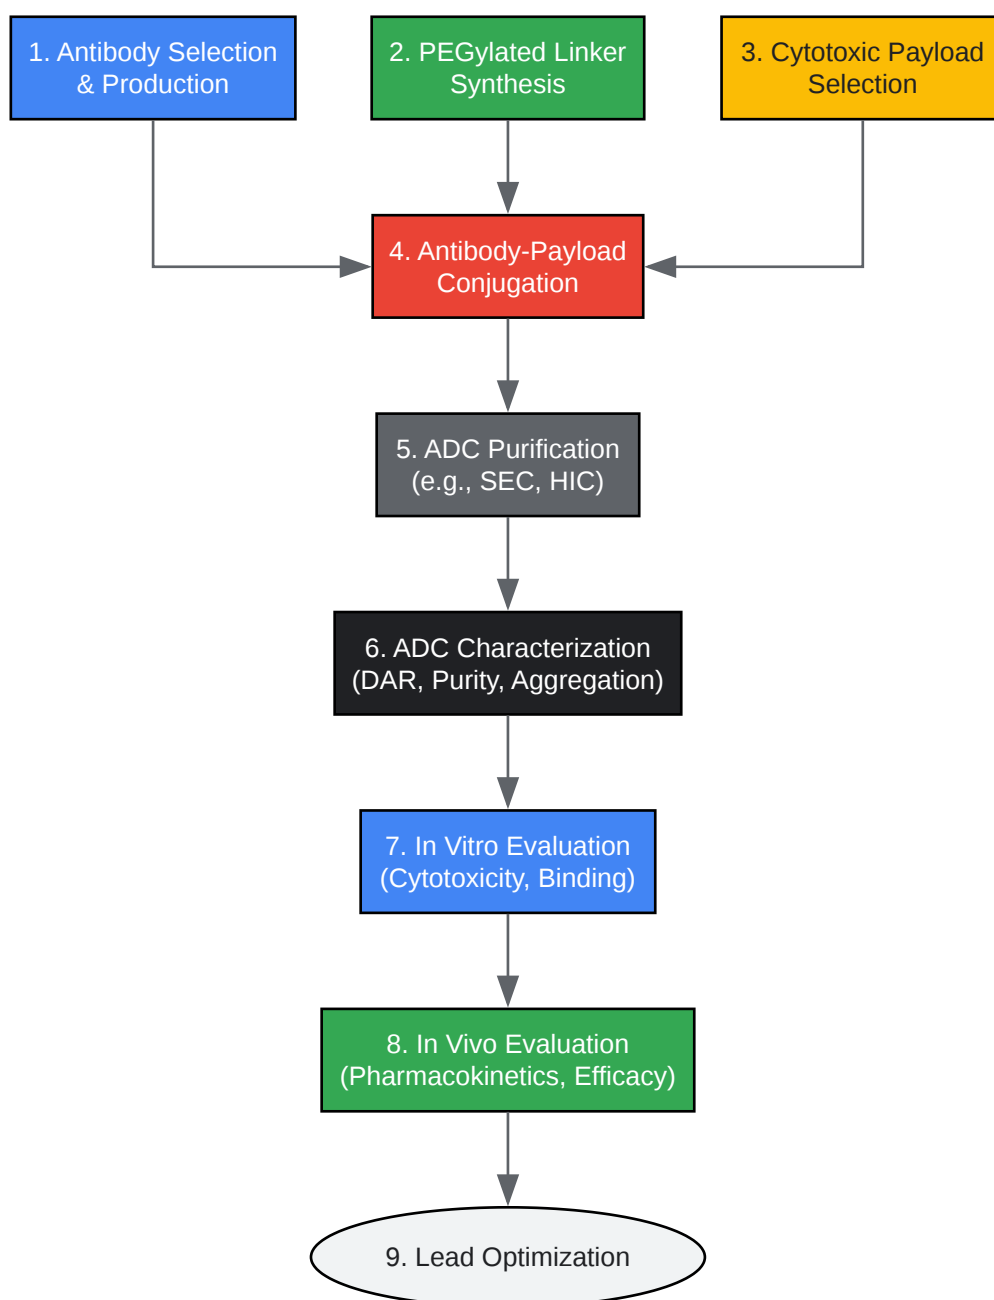 1. Antibody Selection
& Production
2. PEGylated Linker
Synthesis
3. Cytotoxic Payload
Selection
4. Antibody-Payload
Conjugation
5. ADC Purification
(e.g., SEC, HIC)
6. ADC Characterization
(DAR, Purity, Aggregation)
7. In Vitro Evaluation
(Cytotoxicity, Binding)
8. In Vivo Evaluation
(Pharmacokinetics, Efficacy)
9. Lead Optimization